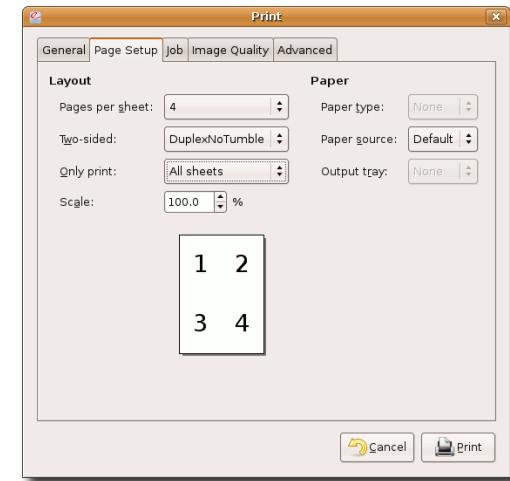 Print
General Page Setup Job Image Quality Advanced
Layout Paper
Pages per sheet: 4 Paper type: None
Two-sided: DuplexNoTumble Paper source: Default
Only print: All sheets Output tray: None
Scale: 100.0 %
1 2
3 4
Cancel Print